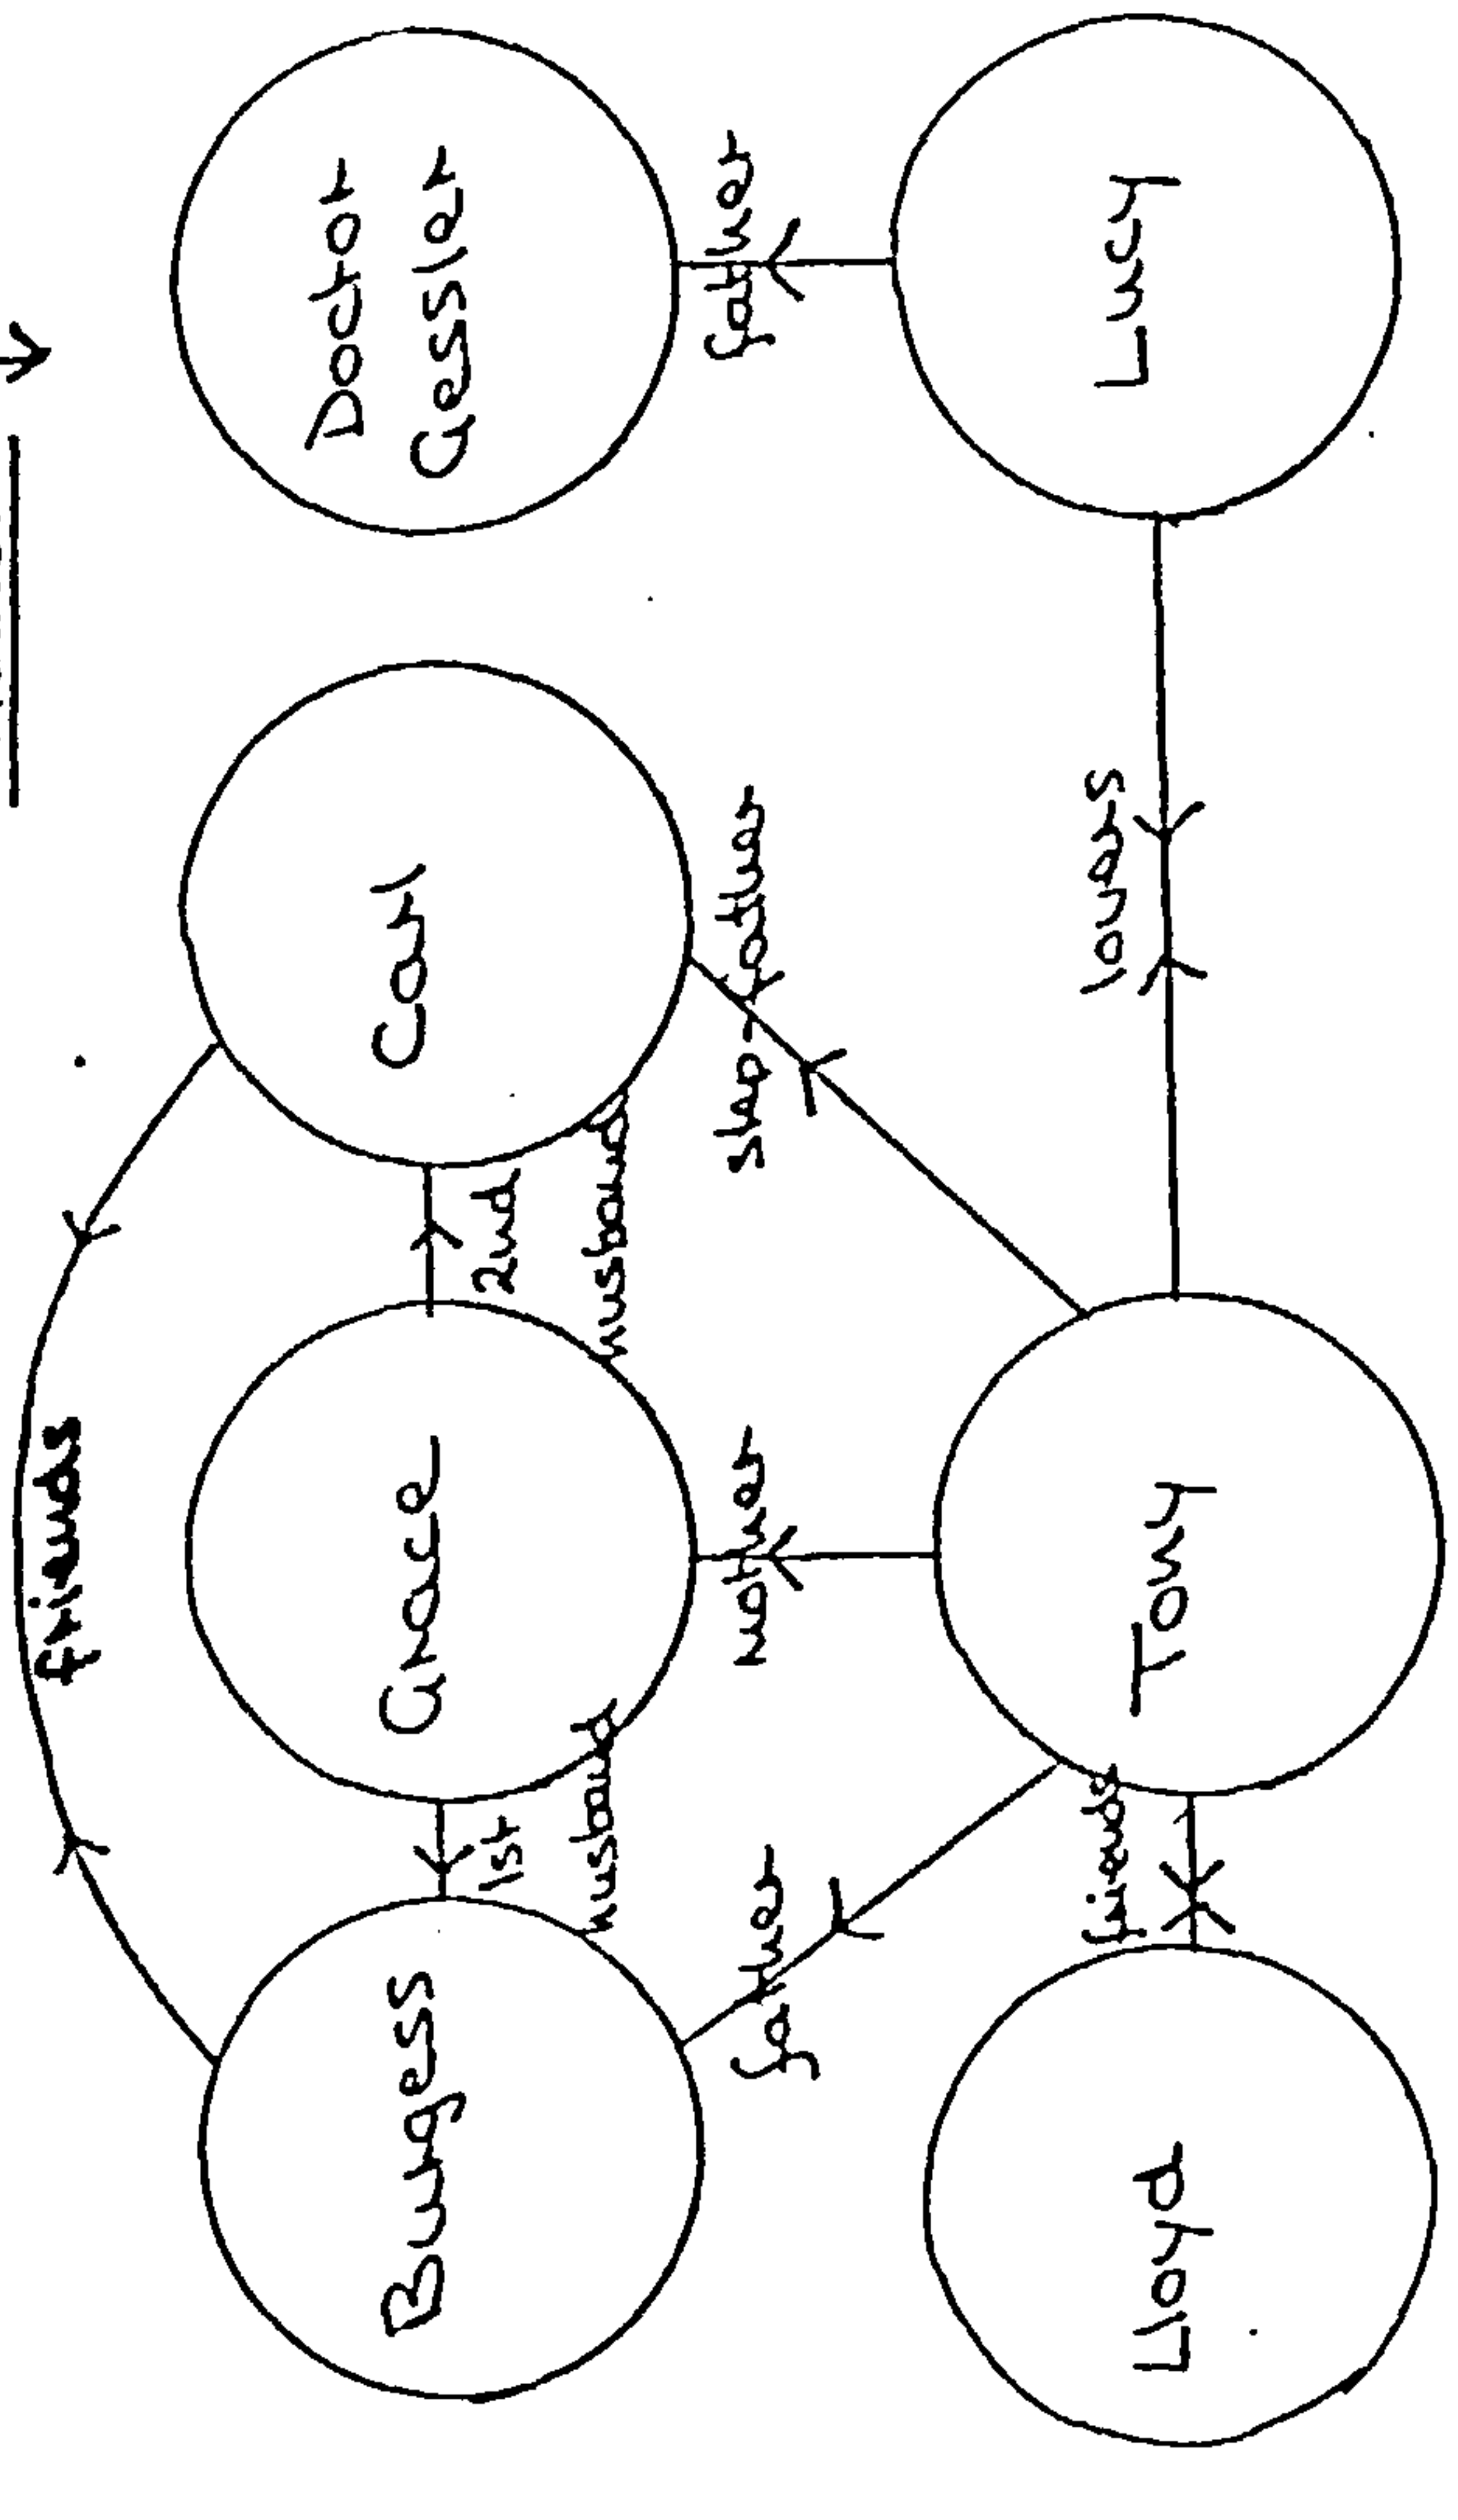 friends
Burgess
Grace
Carl
Doctor
Gessler
1st
husband
2nd
husband
father
mother
step-father
father
friends
lovers
Lloyd
Tony
Lucy